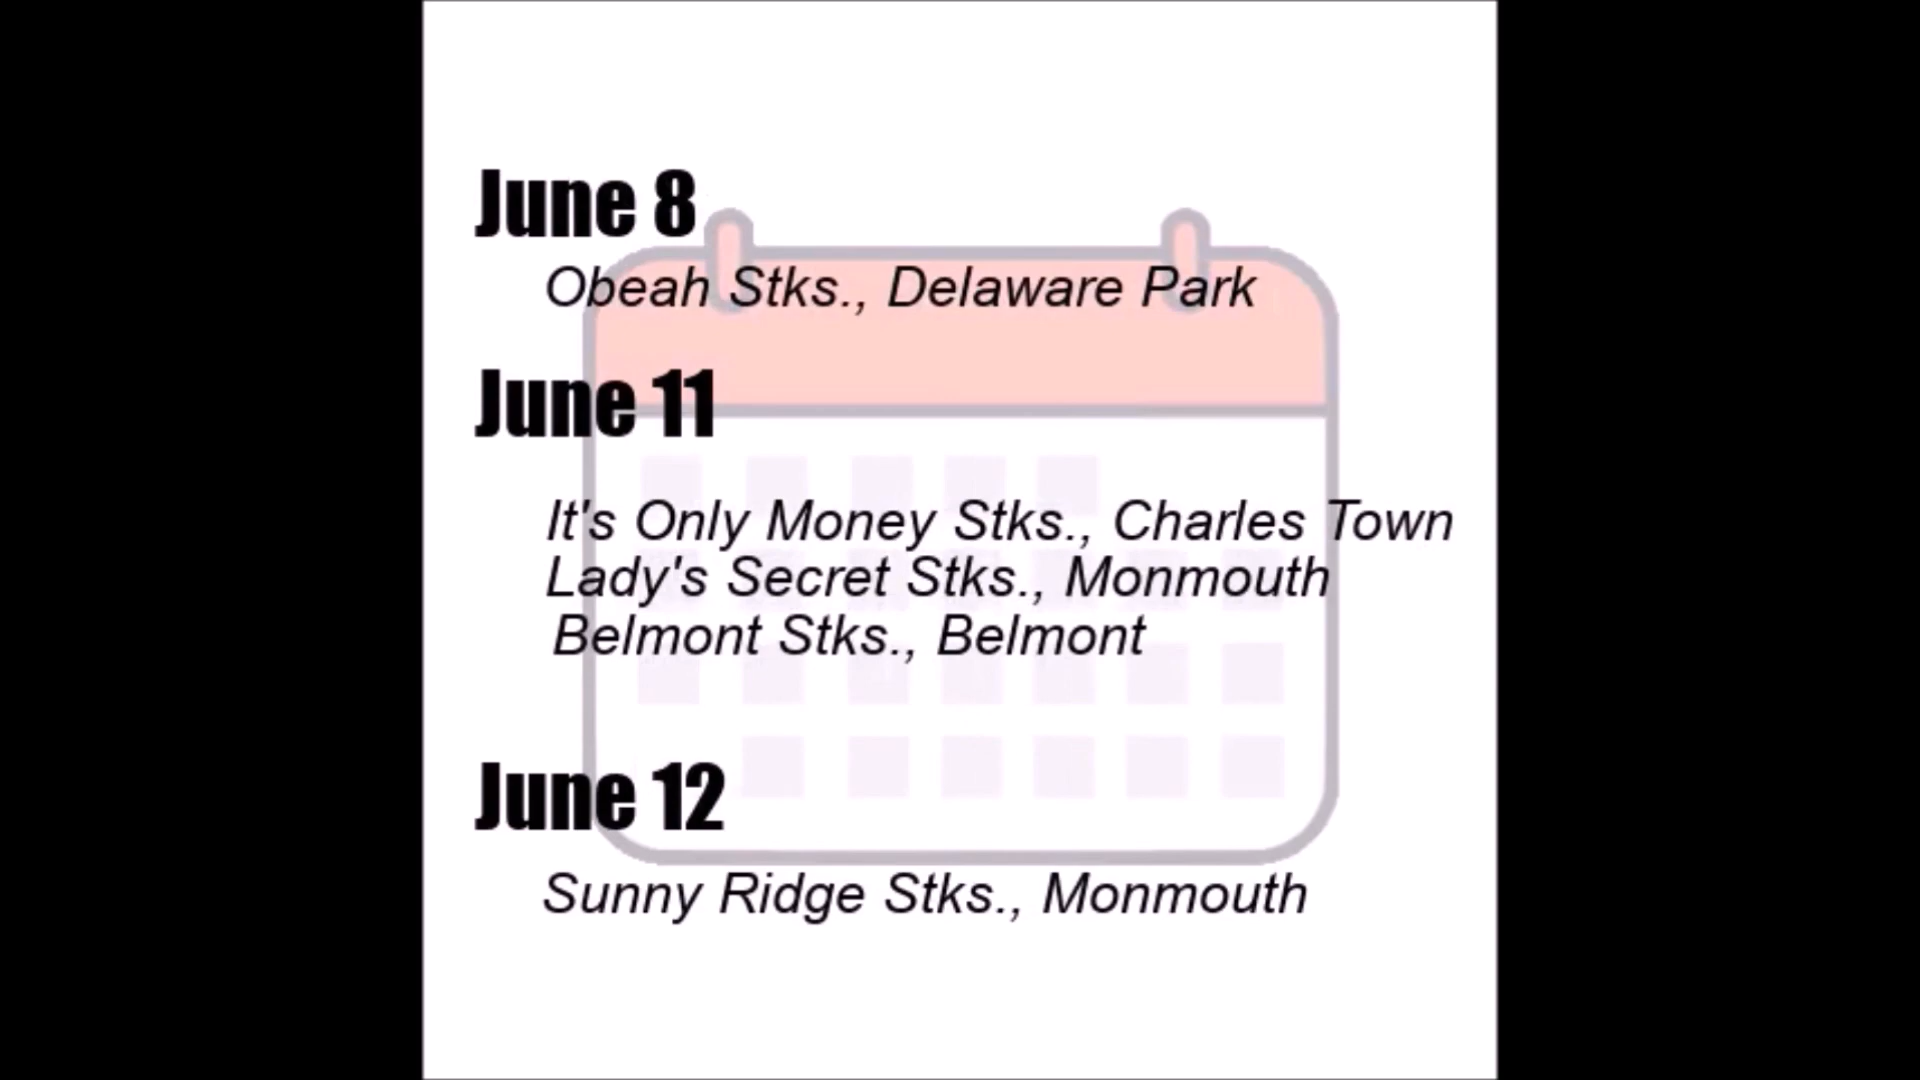 June 8
Obeah Stks., Delaware Park
June 11
It's Only Money Stks., Charles Town
Lady's Secret Stks., Monmouth
Belmont Stks., Belmont
June 12
Sunny Ridge Stks., Monmouth